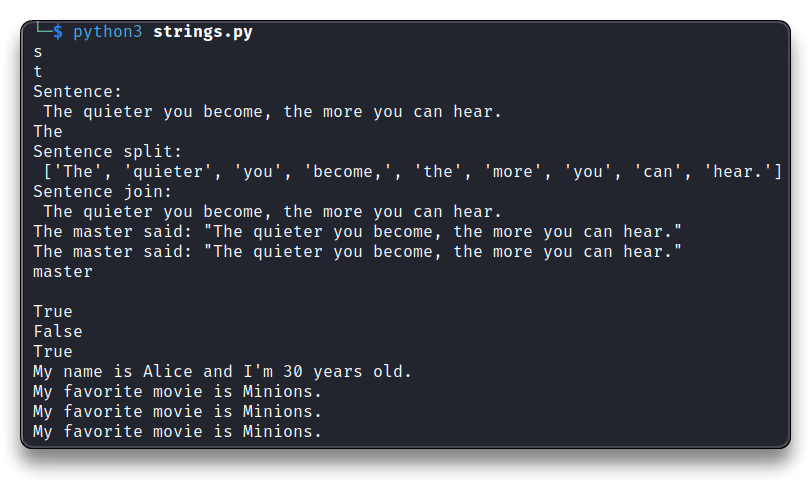 └─$ python3 strings.py
s
t
Sentence:
 The quieter you become, the more you can hear.
The
Sentence split:
 ['The', 'quieter', 'you', 'become,', 'the', 'more', 'you', 'can', 'hear.']
Sentence join:
 The quieter you become, the more you can hear.
The master said: "The quieter you become, the more you can hear."
The master said: "The quieter you become, the more you can hear."
master

True
False
True
My name is Alice and I'm 30 years old.
My favorite movie is Minions.
My favorite movie is Minions.
My favorite movie is Minions.